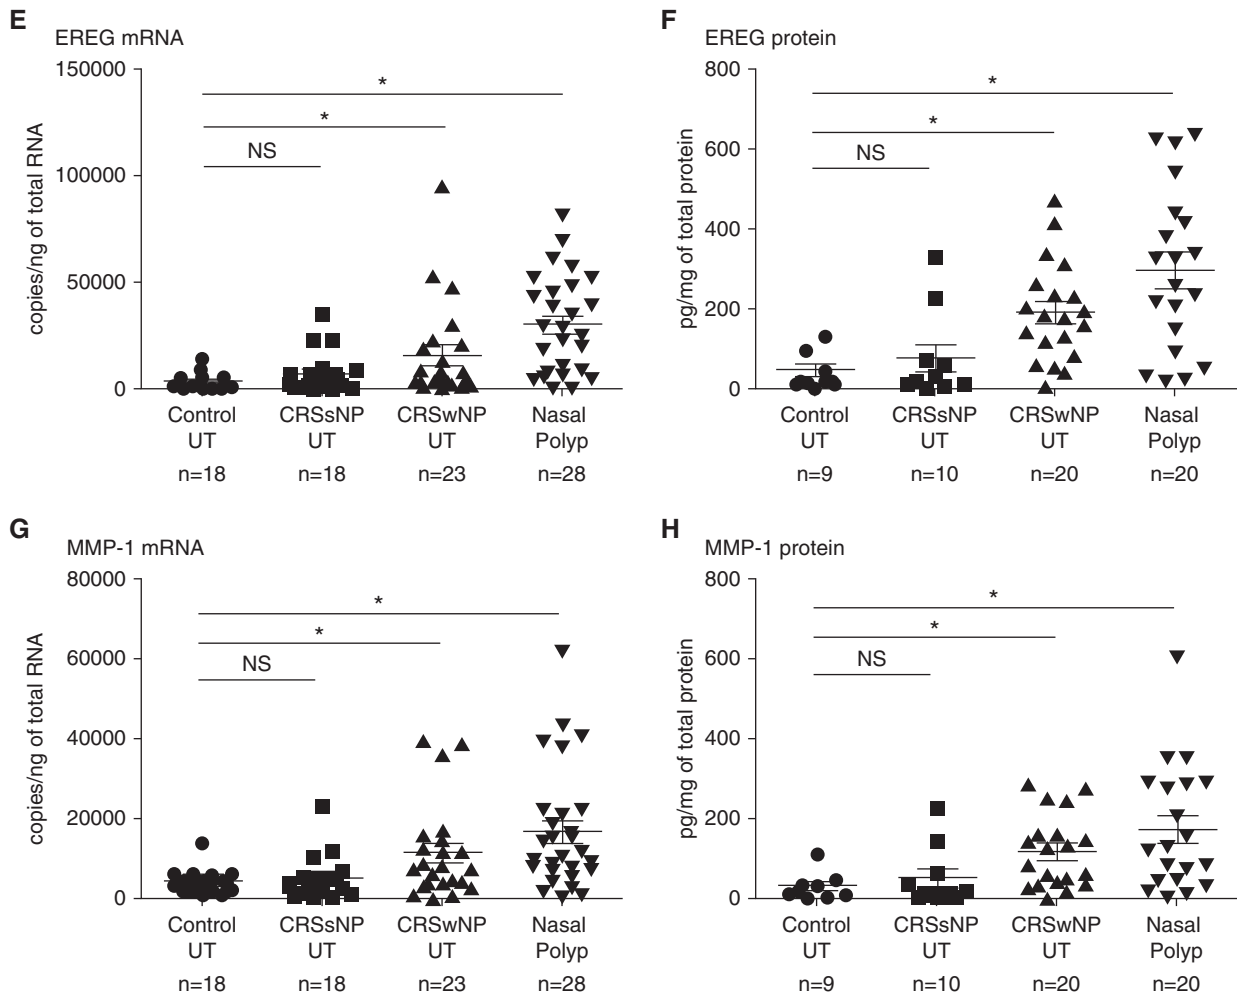 E
EREG mRNA
150000
100000
50000
0
copies/ng of total RNA
*
*
NS
Control
UT
n=18
CRSsNP
UT
n=18
CRSwNP
UT
n=23
Nasal
Polyp
n=28
F
EREG protein
800
600
400
200
0
pg/mg of total protein
*
*
NS
Control
UT
n=9
CRSsNP
UT
n=10
CRSwNP
UT
n=20
Nasal
Polyp
n=20
G
MMP-1 mRNA
80000
60000
40000
20000
0
copies/ng of total RNA
*
*
NS
Control
UT
n=18
CRSsNP
UT
n=18
CRSwNP
UT
n=23
Nasal
Polyp
n=28
H
MMP-1 protein
800
600
400
200
0
pg/mg of total protein
*
*
NS
Control
UT
n=9
CRSsNP
UT
n=10
CRSwNP
UT
n=20
Nasal
Polyp
n=20